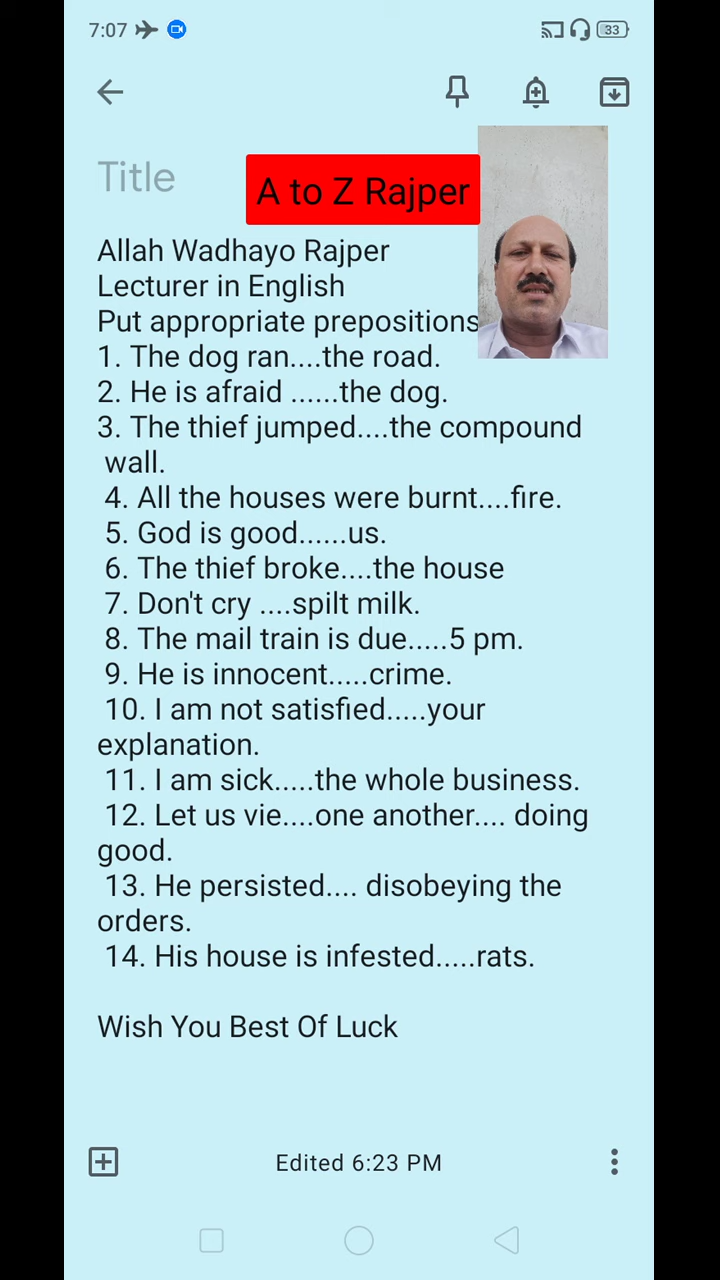 7:07
33
Title
A to Z Rajper
Allah Wadhayo Rajper
Lecturer in English
Put appropriate prepositions
1. The dog ran....the road.
2. He is afraid ......the dog.
3. The thief jumped....the compound
wall.
4. All the houses were burnt....fire.
5. God is good......us.
6. The thief broke....the house
7. Don't cry ....spilt milk.
8. The mail train is due.....5 pm.
9. He is innocent.....crime.
10. I am not satisfied.....your
explanation.
11. I am sick.....the whole business.
12. Let us vie....one another.... doing
good.
13. He persisted.... disobeying the
orders.
14. His house is infested.....rats.
Wish You Best Of Luck
Edited 6:23 PM